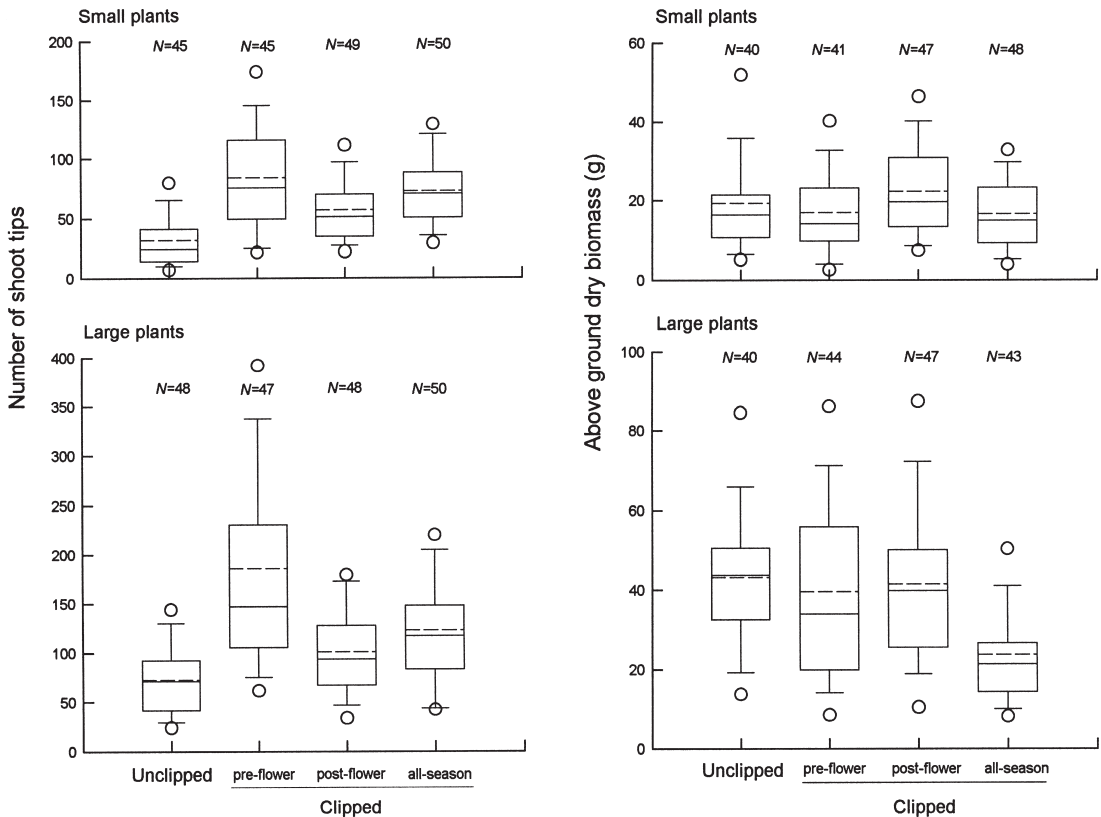 Small plants
N=45 N=45 N=49 N=50
200
150
100
50
0
Number of shoot tips
Large plants
N=48 N=47 N=48 N=50
400
350
300
250
200
150
100
50
0
Unclipped pre-flower post-flower all-season
Clipped
Small plants
N=40 N=41 N=47 N=48
60
40
20
0
Above ground dry biomass (g)
Large plants
N=40 N=44 N=47 N=43
100
80
60
40
20
0
Unclipped pre-flower post-flower all-season
Clipped